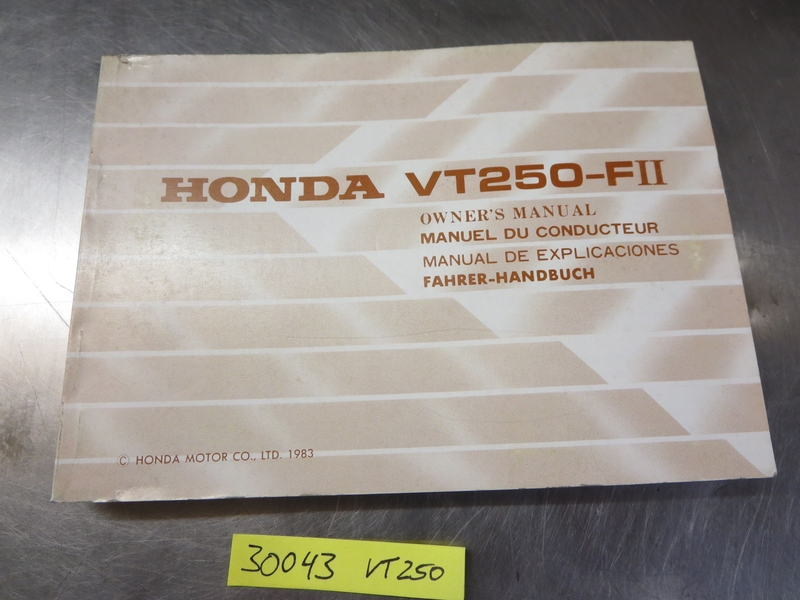 HONDA VT250-FII
OWNER'S MANUAL
MANUEL DU CONDUCTEUR
MANUAL DE EXPLICACIONES
FAHRER-HANDBUCH
© HONDA MOTOR CO., LTD. 1983
30043 VT250